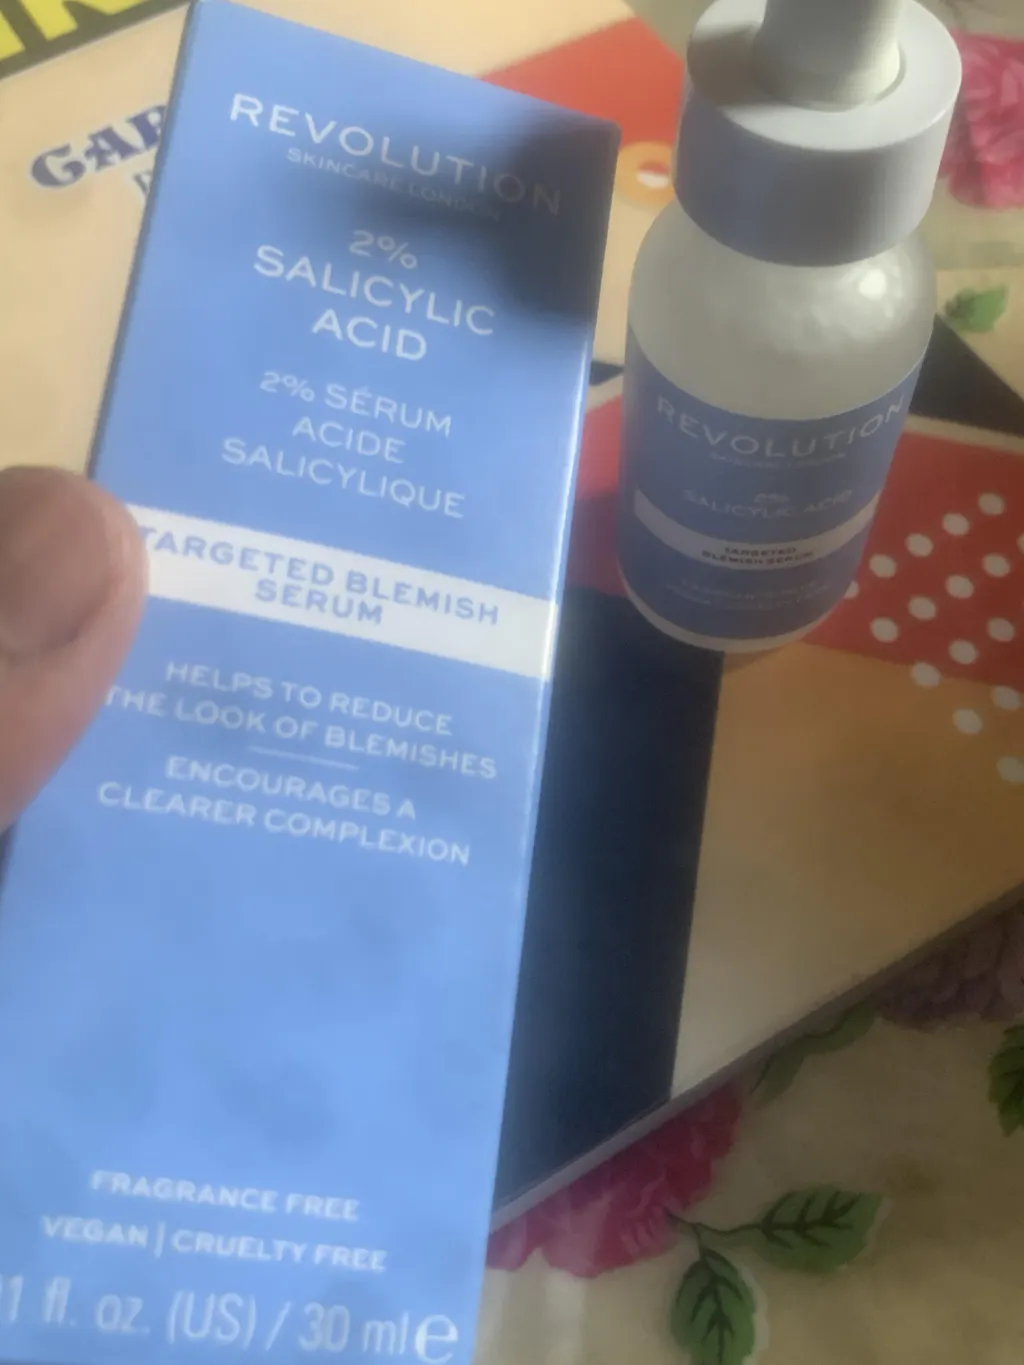 GAR
REVOLUTION
SKINCARE LONDON
2%
SALICYLIC
ACID
2% SÉRUM
ACIDE
SALICYLIQUE
TARGETED BLEMISH
SERUM
HELPS TO REDUCE
THE LOOK OF BLEMISHES
ENCOURAGES A
CLEARER COMPLEXION
FRAGRANCE FREE
VEGAN | CRUELTY FREE
1 fl. oz. (US) / 30 ml e
REVOLUTION
SKINCARE LONDON
2%
SALICYLIC ACID
TARGETED
BLEMISH SERUM